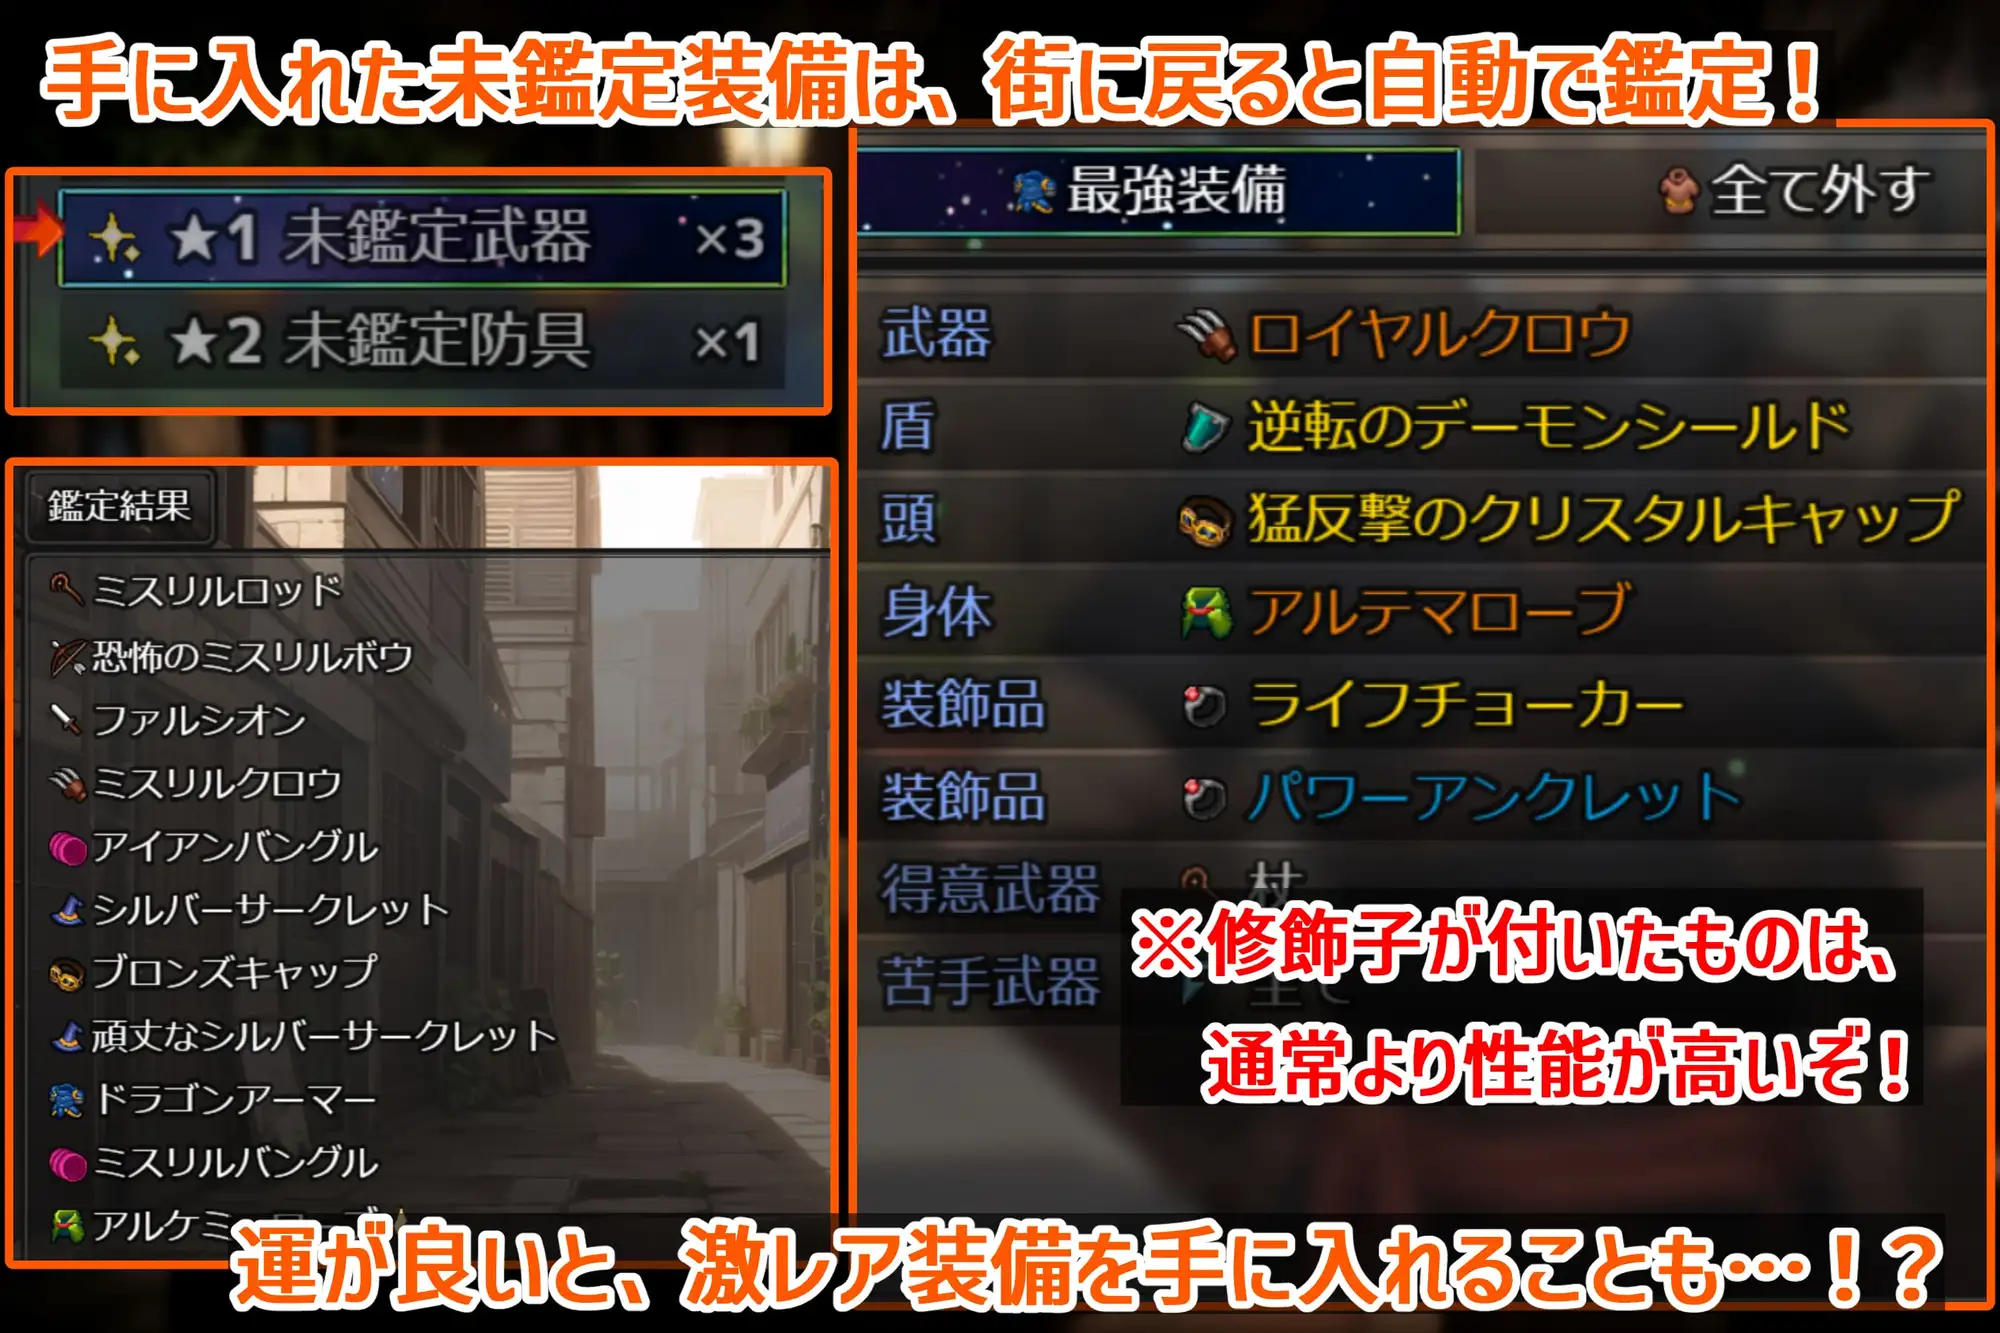 手に入れた未鑑定装備は、街に戻ると自動で鑑定！
★1 未鑑定武器 ×3
★2 未鑑定防具 ×1
鑑定結果
ミスリルロッド
恐怖のミスリルボウ
ファルシオン
ミスリルクロウ
アイアンバングル
シルバーサークレット
ブロンズキャップ
頑丈なシルバーサークレット
ドラゴンアーマー
ミスリルバングル
最強装備 全て外す
武器 ロイヤルクロウ
盾 逆転のデーモンシールド
頭 猛反撃のクリスタルキャップ
身体 アルテマローブ
装飾品 ライフチョーカー
装飾品 パワーアンクレット
得意武器 杖
苦手武器 全て
※修飾子が付いたものは、
通常より性能が高いぞ！
運が良いと、激レア装備を手に入れることも…！？